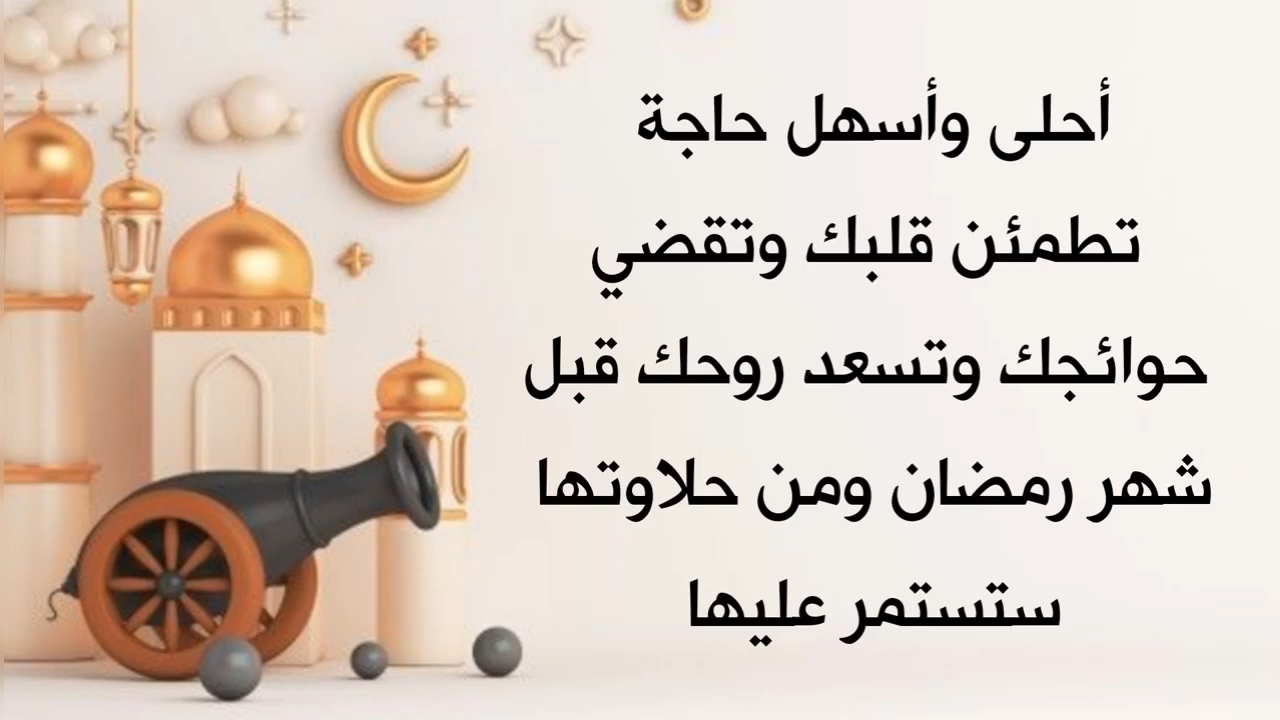 أحلى وأسهل حاجة
تطمئن قلبك وتقضي
حوائجك وتسعد روحك قبل
شهر رمضان ومن حلاوتها
ستستمر عليها